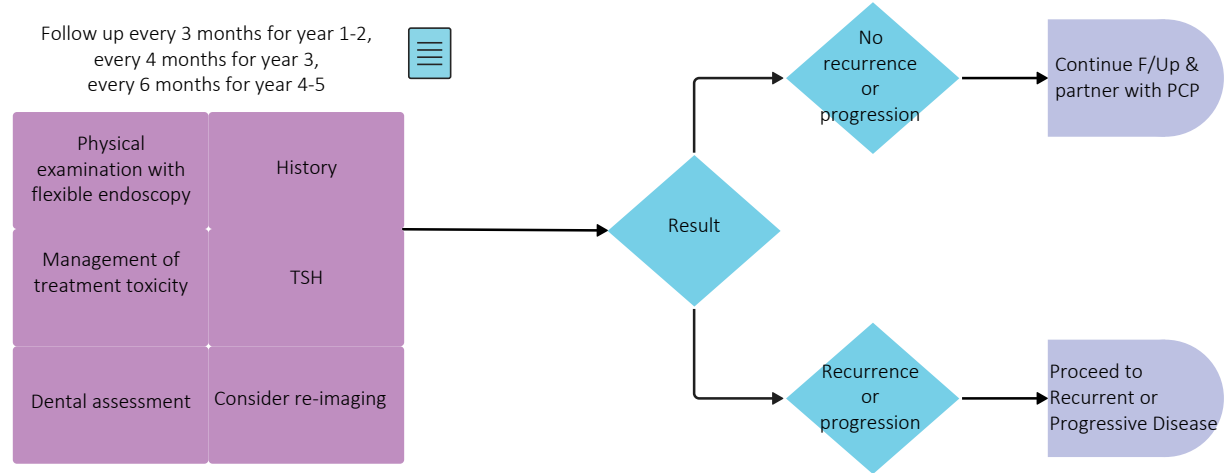 Follow up every 3 months for year 1-2,
every 4 months for year 3,
every 6 months for year 4-5
Physical
examination with
flexible endoscopy
History
Management of
treatment toxicity
TSH
Dental assessment
Consider re-imaging
Result
No
recurrence
or
progression
Continue F/Up &
partner with PCP
Recurrence
or
progression
Proceed to
Recurrent or
Progressive Disease